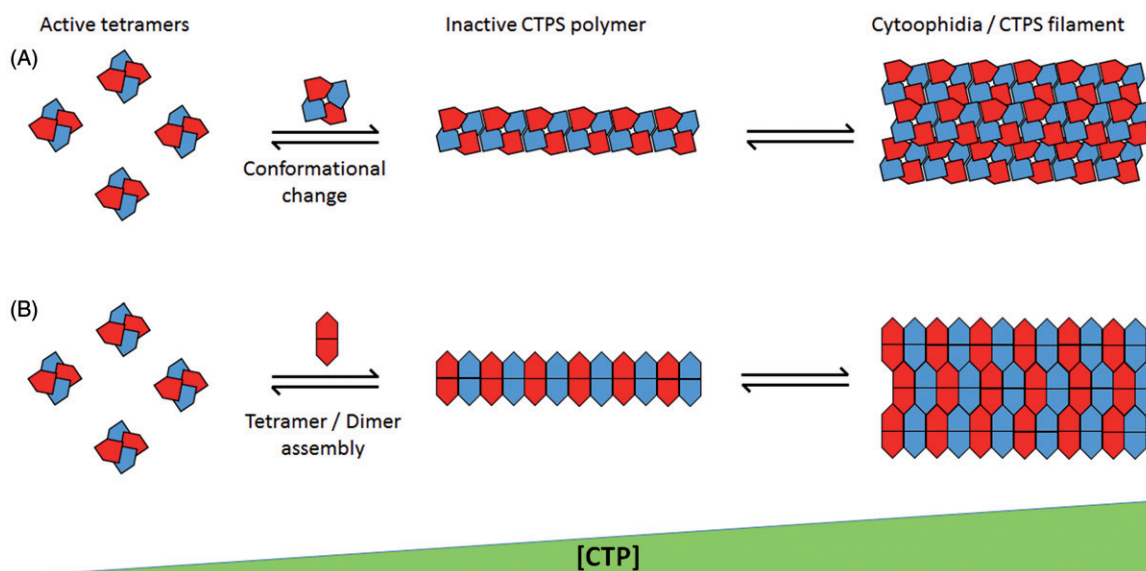 Active tetramers
Inactive CTPS polymer
Cytoophidia / CTPS filament
(A)
Conformational
change
(B)
Tetramer / Dimer
assembly
[CTP]